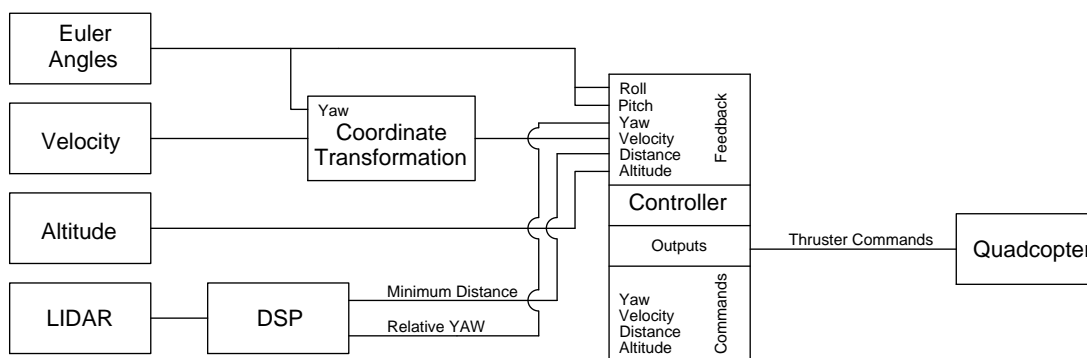 Euler
Angles
Velocity
Altitude
LIDAR
DSP
Yaw
Coordinate
Transformation
Minimum Distance
Relative YAW
Roll
Pitch
Yaw
Velocity
Distance
Altitude
Feedback
Controller
Outputs
Yaw
Velocity
Distance
Altitude
Commands
Thruster Commands
Quadcopter